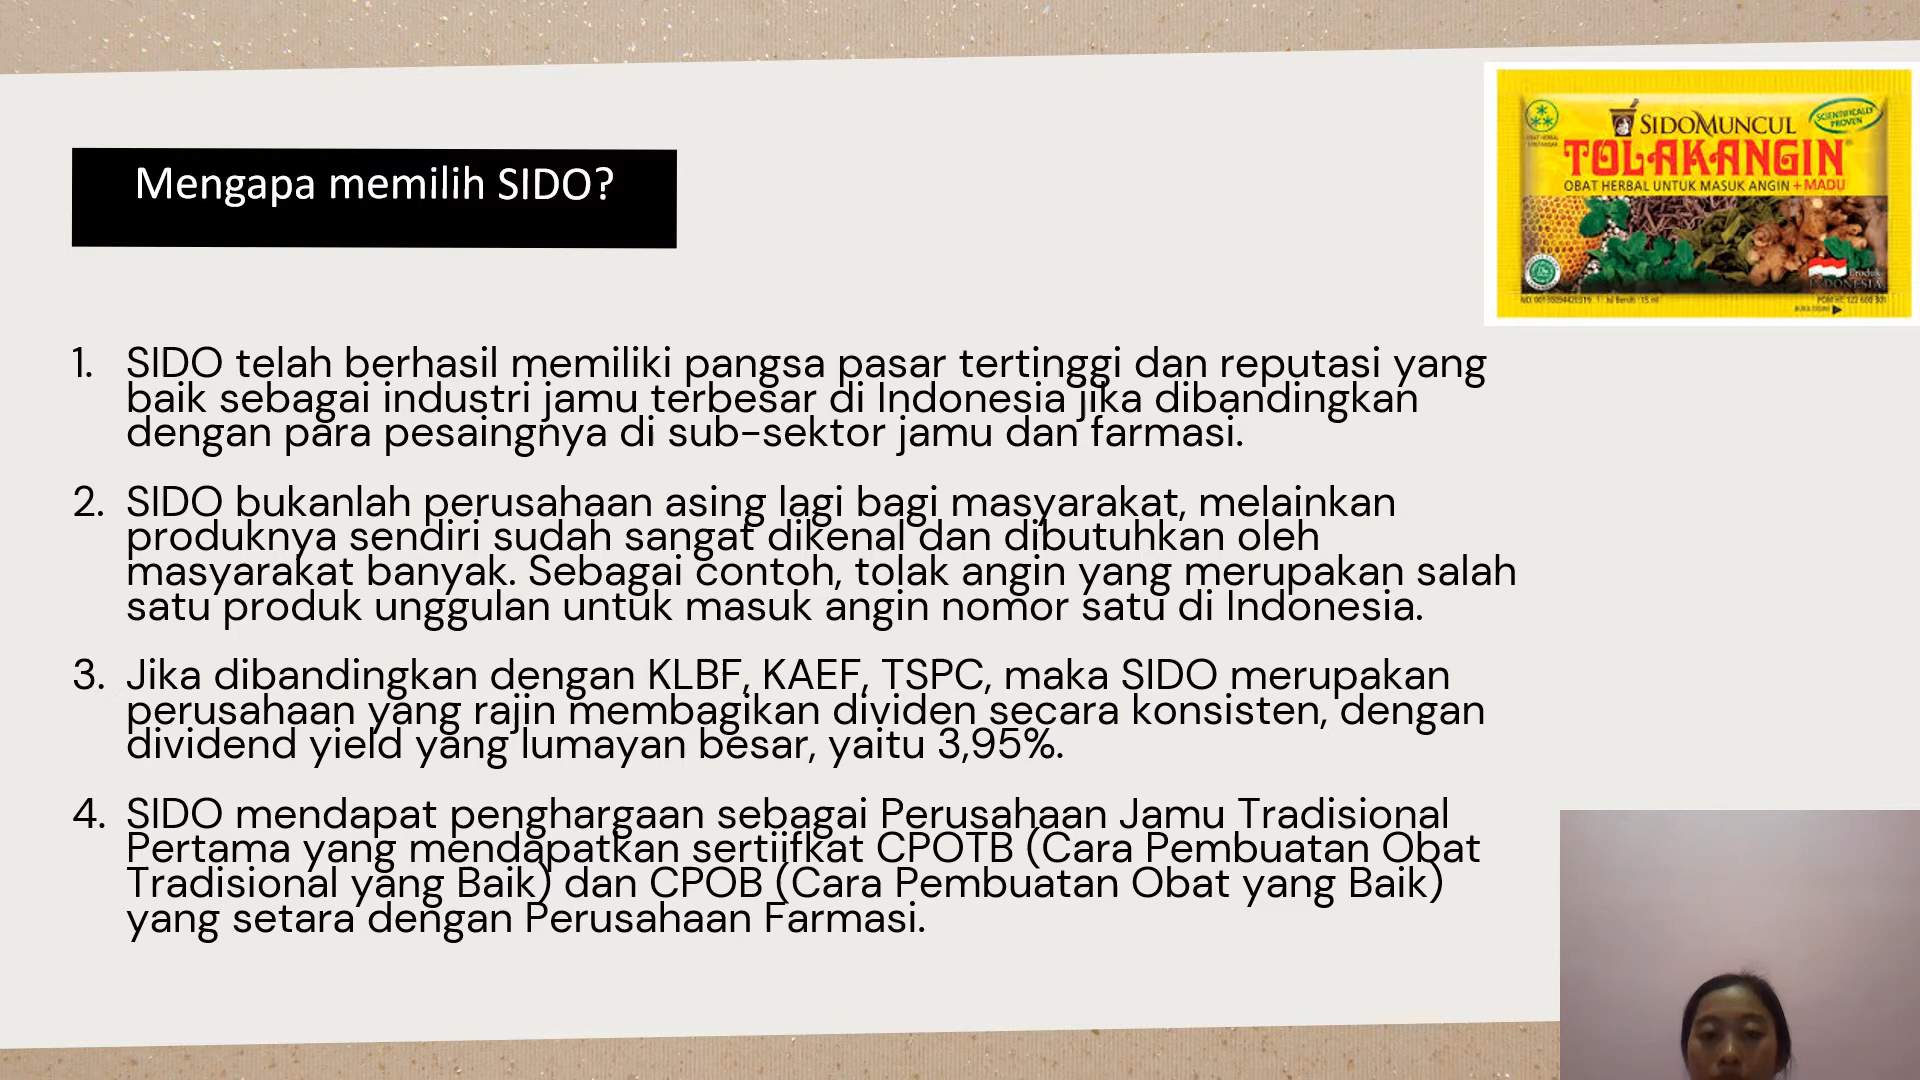 SIDOMUNCUL
SCIENTIFICALLY
PROVEN
TOLAKANGIN
OBAT HERBAL UNTUK MASUK ANGIN +MADU
Produk
INDONESIA
Mengapa memilih SIDO?
1. SIDO telah berhasil memiliki pangsa pasar tertinggi dan reputasi yang
baik sebagai industri jamu terbesar di Indonesia jika dibandingkan
dengan para pesaingnya di sub-sektor jamu dan farmasi.
2. SIDO bukanlah perusahaan asing lagi bagi masyarakat, melainkan
produknya sendiri sudah sangat dikenal dan dibutuhkan oleh
masyarakat banyak. Sebagai contoh, tolak angin yang merupakan salah
satu produk unggulan untuk masuk angin nomor satu di Indonesia.
3. Jika dibandingkan dengan KLBF, KAEF, TSPC, maka SIDO merupakan
perusahaan yang rajin membagikan dividen secara konsisten, dengan
dividend yield yang lumayan besar, yaitu 3,95%.
4. SIDO mendapat penghargaan sebagai Perusahaan Jamu Tradisional
Pertama yang mendapatkan sertiifkat CPOTB (Cara Pembuatan Obat
Tradisional yang Baik) dan CPOB (Cara Pembuatan Obat yang Baik)
yang setara dengan Perusahaan Farmasi.